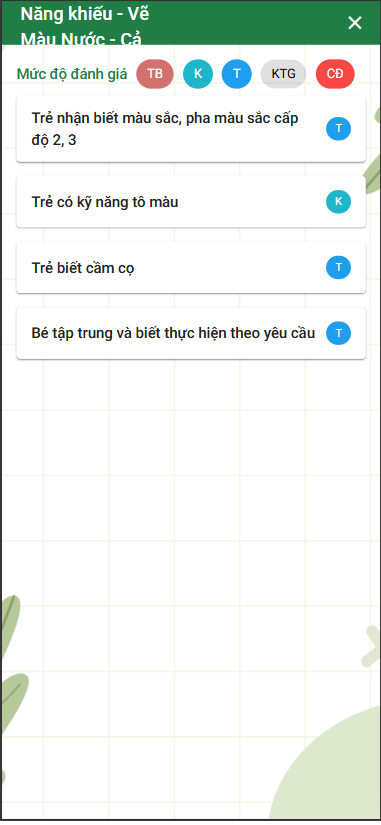 Năng khiếu - Vẽ
Màu Nước - Cả
Mức độ đánh giá TB K T KTG CĐ
Trẻ nhận biết màu sắc, pha màu sắc cấp
độ 2, 3
T
Trẻ có kỹ năng tô màu K
Trẻ biết cầm cọ T
Bé tập trung và biết thực hiện theo yêu cầu T